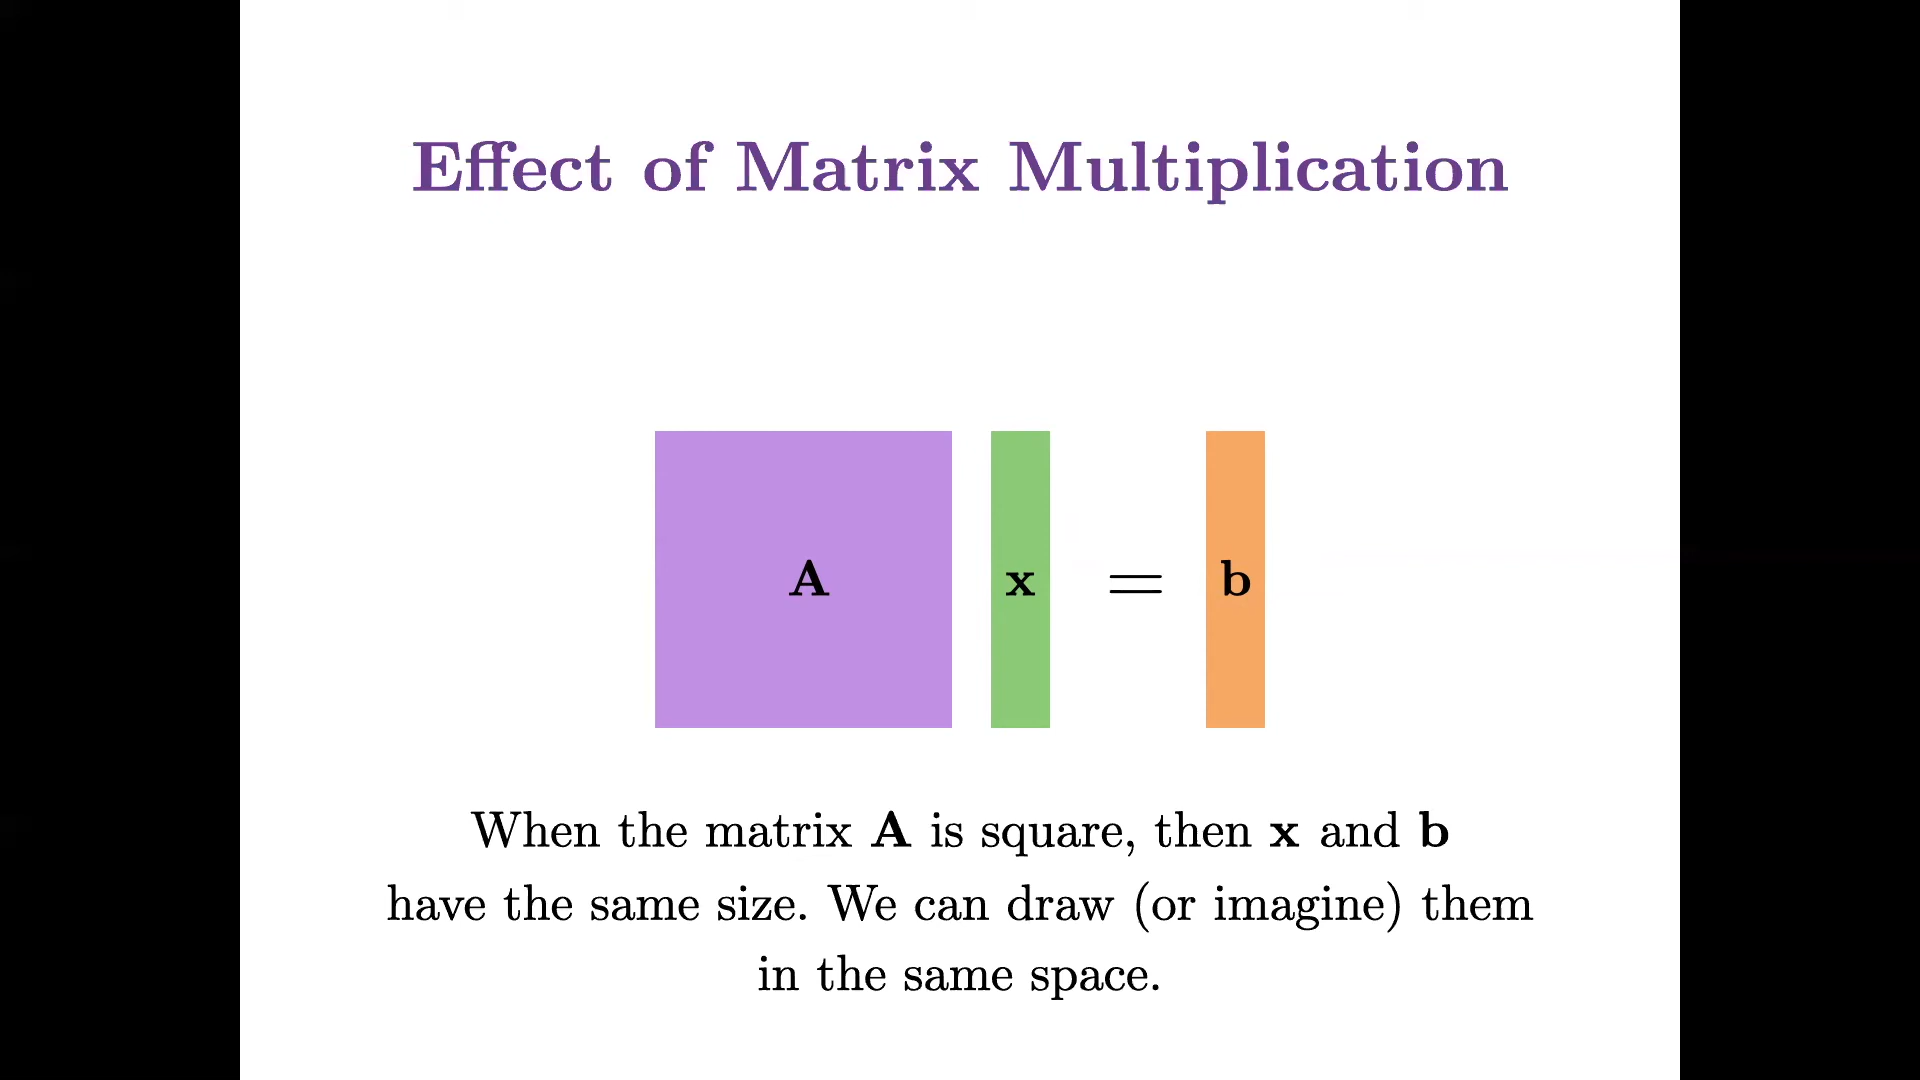 Effect of Matrix Multiplication
A x = b
When the matrix A is square, then x and b
have the same size. We can draw (or imagine) them
in the same space.